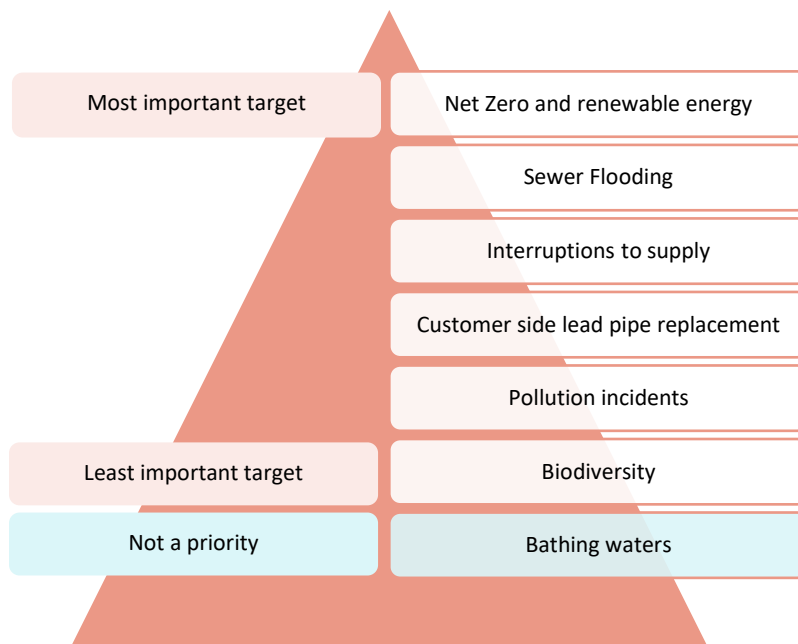 Most important target
Net Zero and renewable energy
Sewer Flooding
Interruptions to supply
Customer side lead pipe replacement
Pollution incidents
Least important target
Biodiversity
Not a priority
Bathing waters